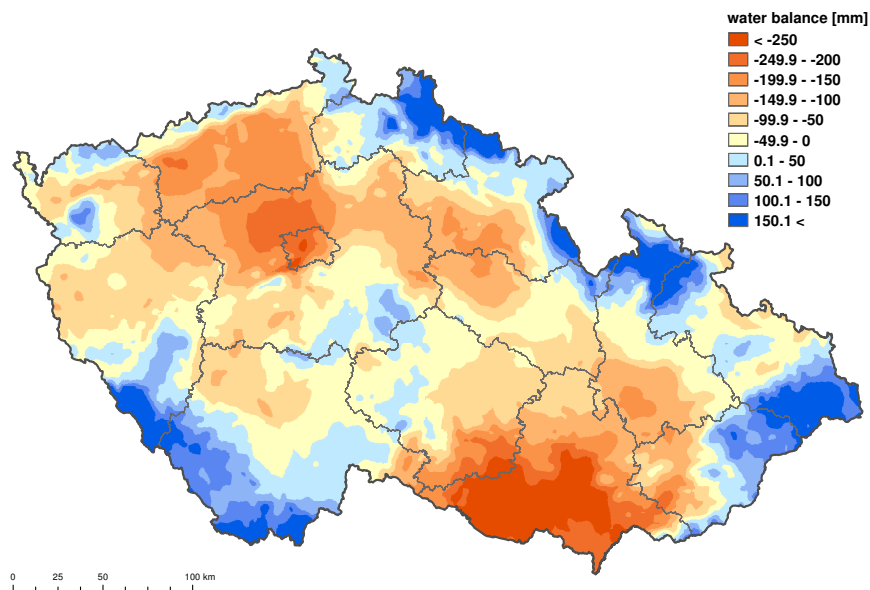 water balance [mm]
< -250
-249.9 - -200
-199.9 - -150
-149.9 - -100
-99.9 - -50
-49.9 - 0
0.1 - 50
50.1 - 100
100.1 - 150
150.1 <
0 25 50 100 km